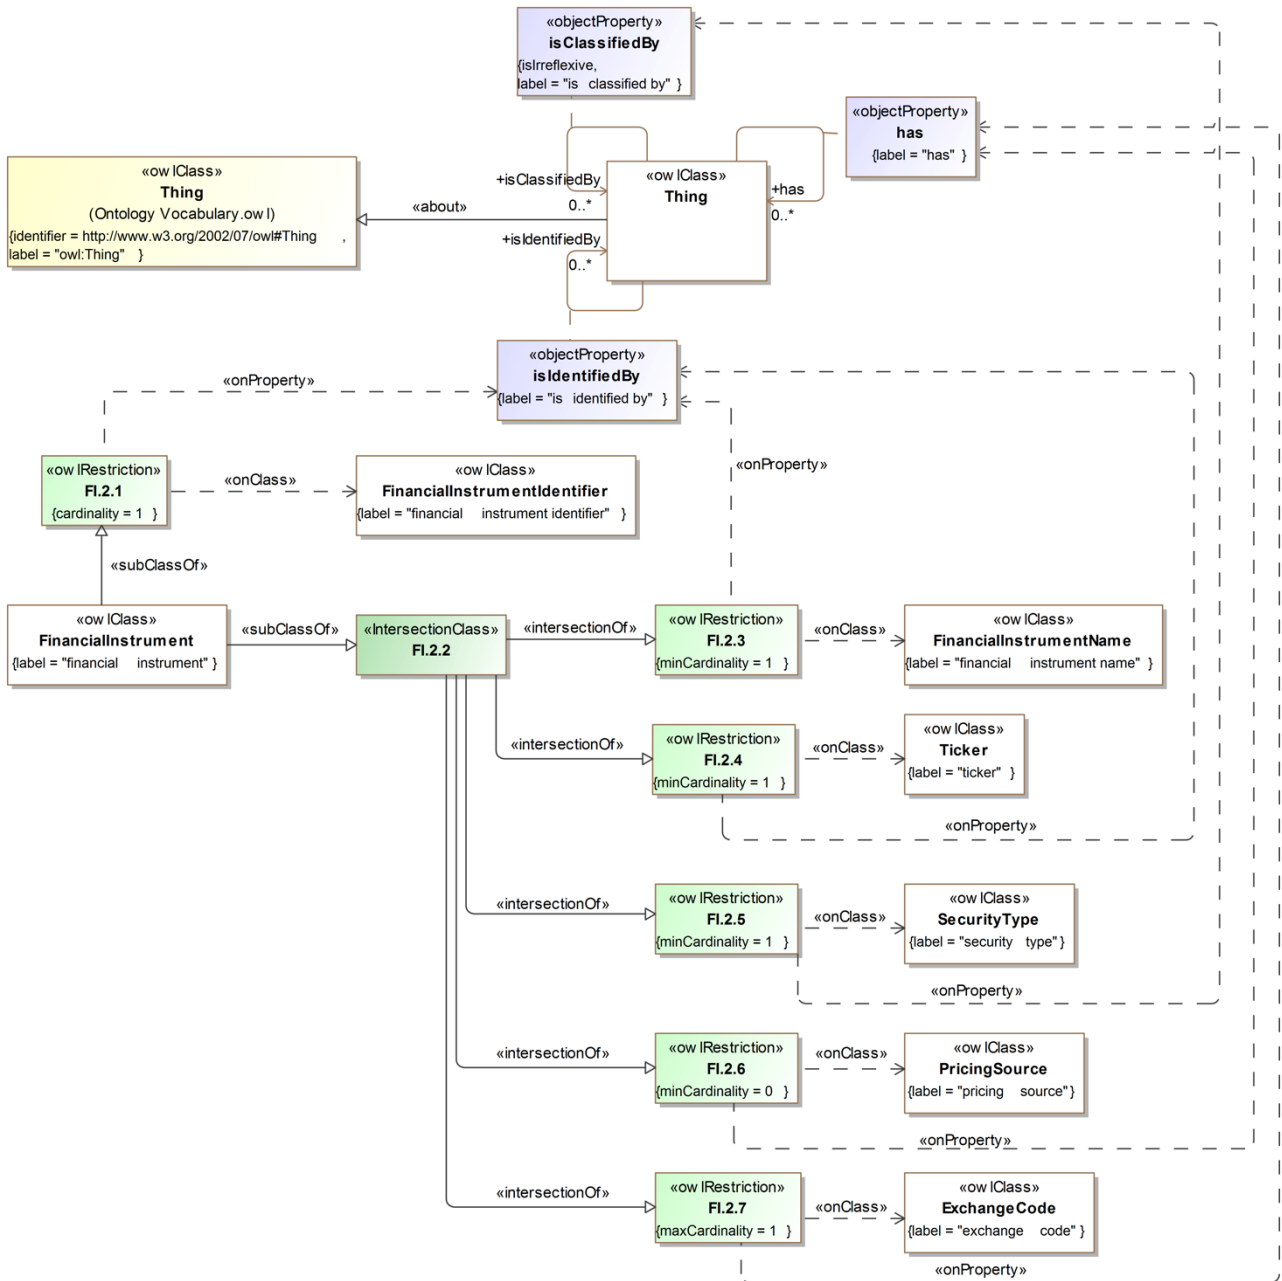 «objectProperty»
isClassifiedBy
{isIrreflexive,
label = "is classified by" }
«objectProperty»
has
{label = "has" }
«owlClass»
Thing
(Ontology Vocabulary.owl)
{identifier = http://www.w3.org/2002/07/owl#Thing ,
label = "owl:Thing" }
«about»
+isClassifiedBy
0..*
«owlClass»
Thing
+has
0..*
+isIdentifiedBy
0..*
«objectProperty»
isIdentifiedBy
{label = "is identified by" }
«onProperty»
«onProperty»
«owlRestriction»
FI.2.1
{cardinality = 1 }
«onClass»
«owlClass»
FinancialInstrumentIdentifier
{label = "financial instrument identifier" }
«subClassOf»
«owlClass»
FinancialInstrument
{label = "financial instrument" }
«subClassOf»
«IntersectionClass»
FI.2.2
«intersectionOf»
«owlRestriction»
FI.2.3
{minCardinality = 1 }
«onClass»
«owlClass»
FinancialInstrumentName
{label = "financial instrument name" }
«intersectionOf»
«owlRestriction»
FI.2.4
{minCardinality = 1 }
«onClass»
«owlClass»
Ticker
{label = "ticker" }
«onProperty»
«intersectionOf»
«owlRestriction»
FI.2.5
{minCardinality = 1 }
«onClass»
«owlClass»
SecurityType
{label = "security type" }
«onProperty»
«intersectionOf»
«owlRestriction»
FI.2.6
{minCardinality = 0 }
«onClass»
«owlClass»
PricingSource
{label = "pricing source" }
«onProperty»
«intersectionOf»
«owlRestriction»
FI.2.7
{maxCardinality = 1 }
«onClass»
«owlClass»
ExchangeCode
{label = "exchange code" }
«onProperty»